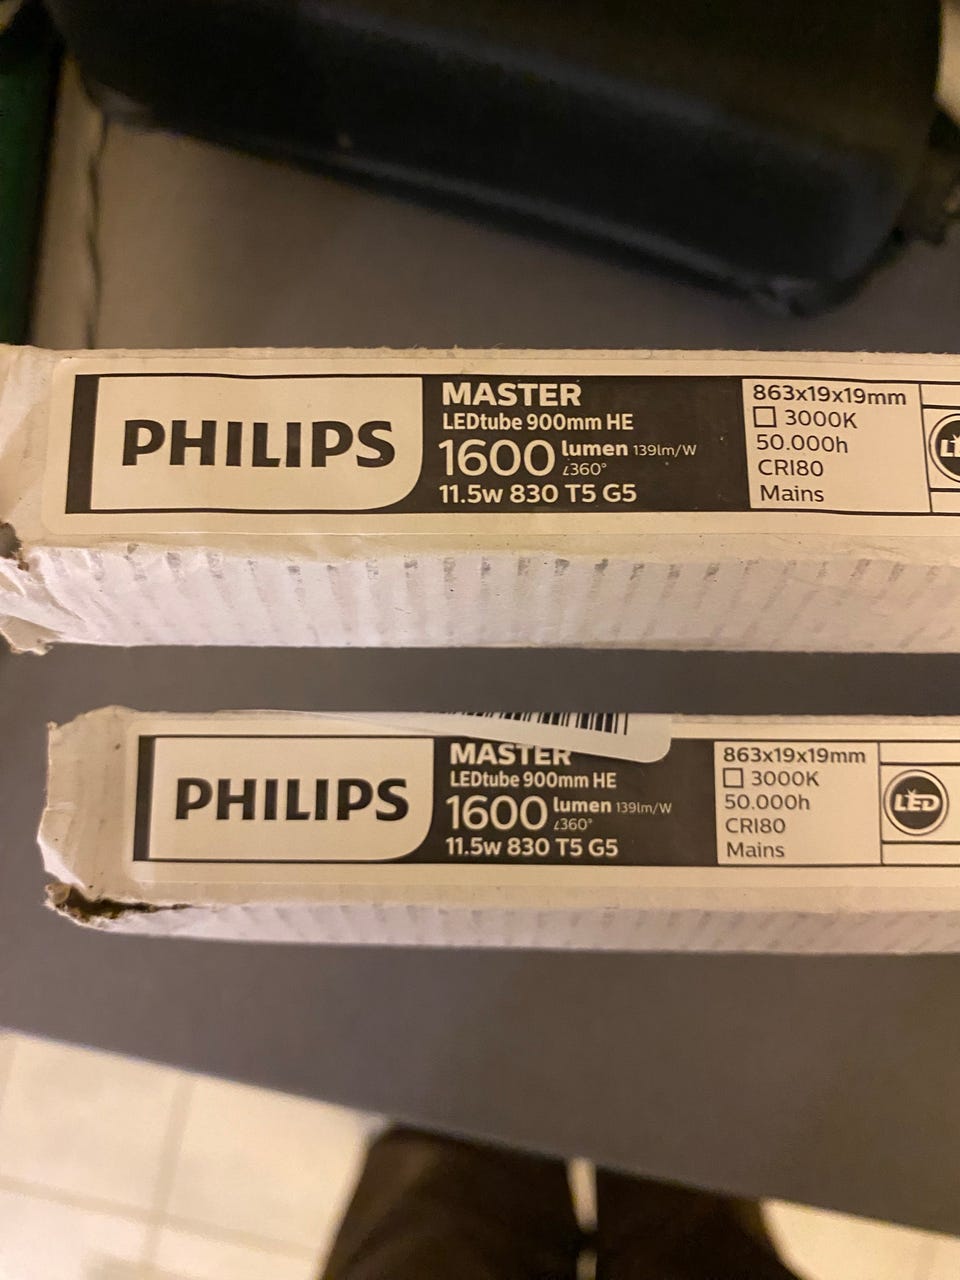 PHILIPS
MASTER
LEDtube 900mm HE
1600 lumen 139lm/W
∠360°
11.5w 830 T5 G5
863x19x19mm
3000K
50.000h
CRI80
Mains
PHILIPS
MASTER
LEDtube 900mm HE
1600 lumen 139lm/W
∠360°
11.5w 830 T5 G5
863x19x19mm
3000K
50.000h
CRI80
Mains
LED